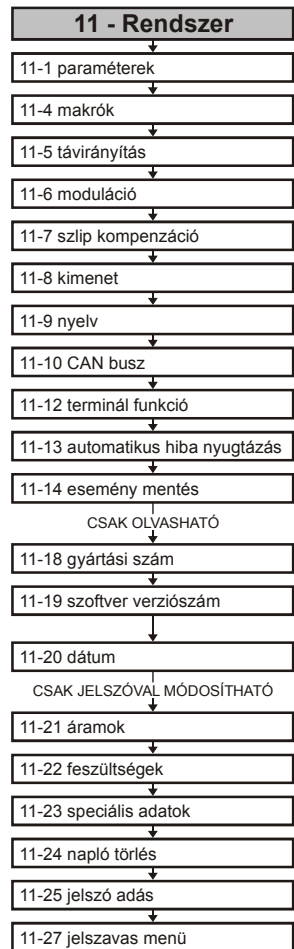 11 - Rendszer
11-1 paraméterek
11-4 makrók
11-5 távirányítás
11-6 moduláció
11-7 szlip kompenzáció
11-8 kimenet
11-9 nyelv
11-10 CAN busz
11-12 terminál funkció
11-13 automatikus hiba nyugtázás
11-14 esemény mentés
CSAK OLVASHATÓ
11-18 gyártási szám
11-19 szoftver verziószám
11-20 dátum
CSAK JELSZÓVAL MÓDOSÍTHATÓ
11-21 áramok
11-22 feszültségek
11-23 speciális adatok
11-24 napló törlés
11-25 jelszó adás
11-27 jelszavas menü